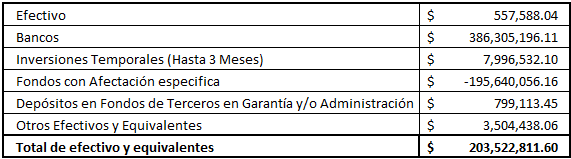 Efectivo $ 557,588.04
Bancos $ 386,305,196.11
Inversiones Temporales (Hasta 3 Meses) $ 7,996,532.10
Fondos con Afectación especifica $ -195,640,056.16
Depósitos en Fondos de Terceros en Garantía y/o Administración $ 799,113.45
Otros Efectivos y Equivalentes $ 3,504,438.06
Total de efectivo y equivalentes $ 203,522,811.60